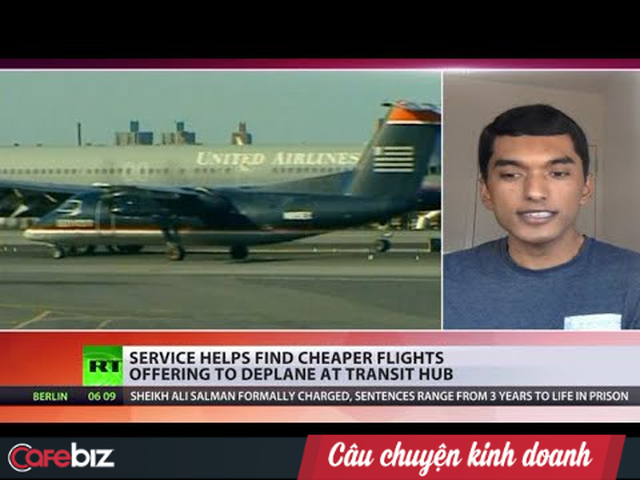 UNITED AIRLINES
RT
SERVICE HELPS FIND CHEAPER FLIGHTS
OFFERING TO DEPLANE AT TRANSIT HUB
BERLIN 06 09 SHEIKH ALI SALMAN FORMALLY CHARGED, SENTENCES RANGE FROM 3 YEARS TO LIFE IN PRISON
Cafebiz Câu chuyện kinh doanh